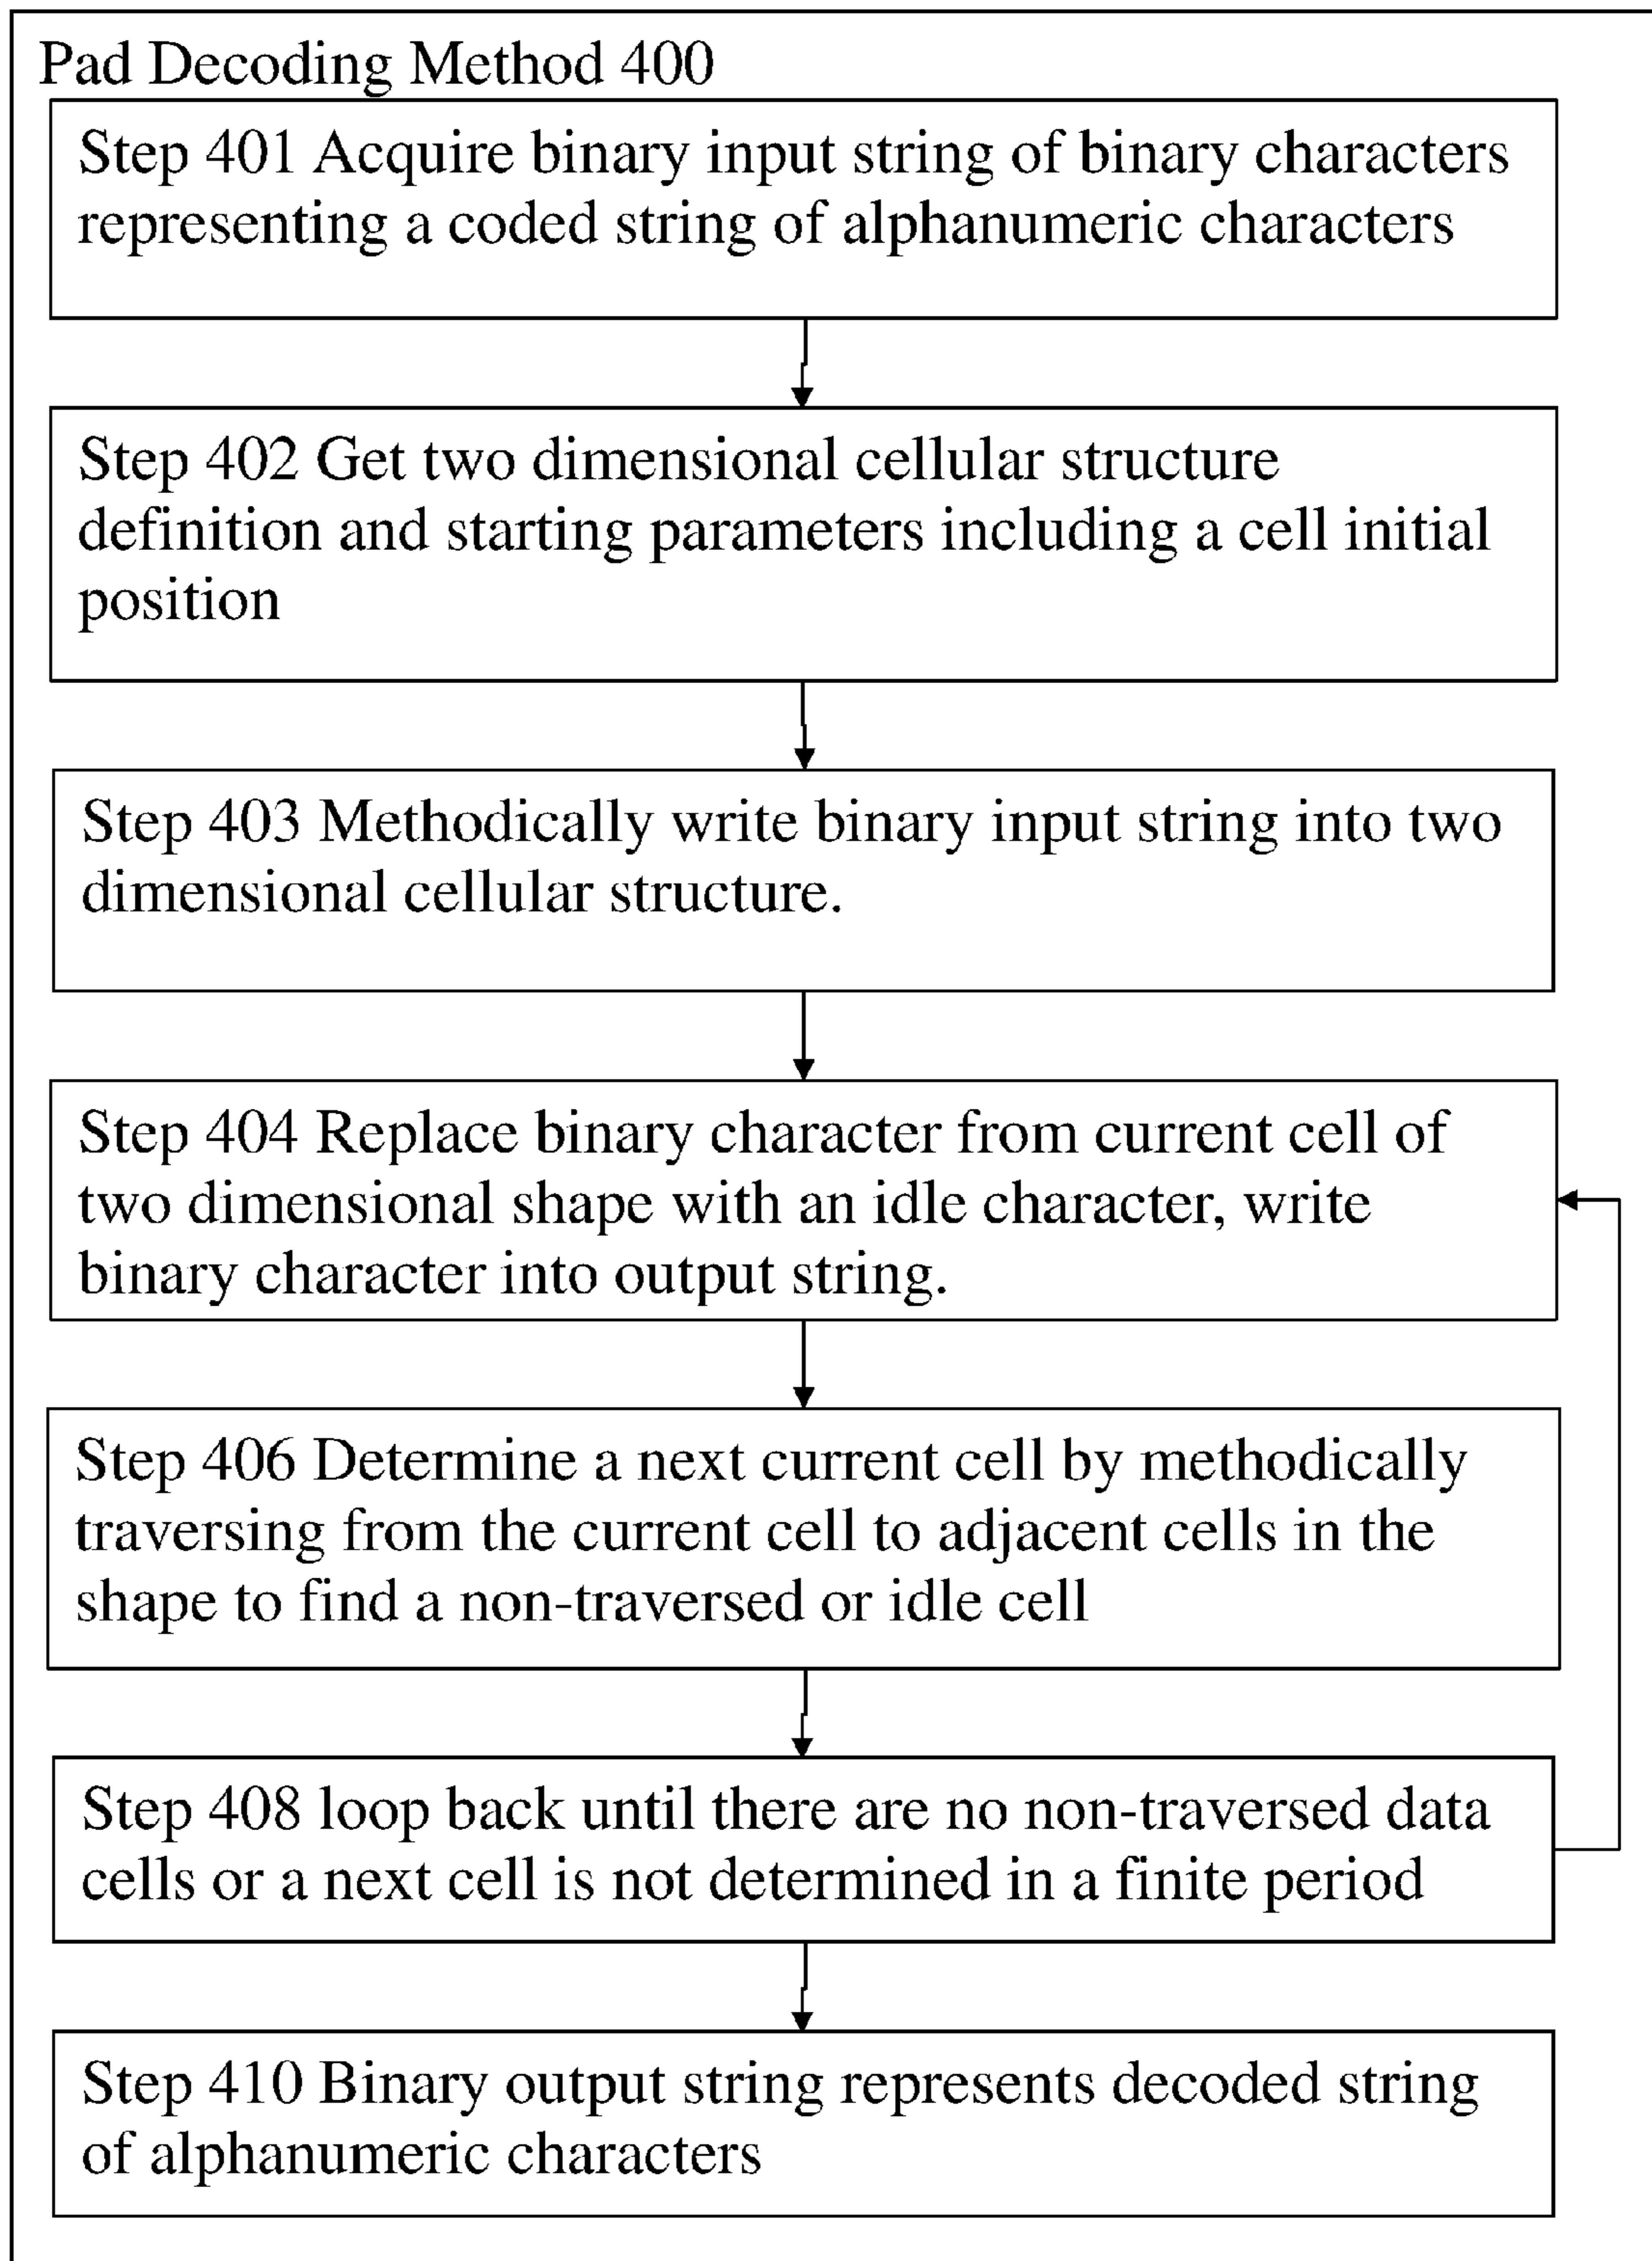 Pad Decoding Method 400
Step 401 Acquire binary input string of binary characters
representing a coded string of alphanumeric characters
Step 402 Get two dimensional cellular structure
definition and starting parameters including a cell initial
position
Step 403 Methodically write binary input string into two
dimensional cellular structure.
Step 404 Replace binary character from current cell of
two dimensional shape with an idle character, write
binary character into output string.
Step 406 Determine a next current cell by methodically
traversing from the current cell to adjacent cells in the
shape to find a non-traversed or idle cell
Step 408 loop back until there are no non-traversed data
cells or a next cell is not determined in a finite period
Step 410 Binary output string represents decoded string
of alphanumeric characters